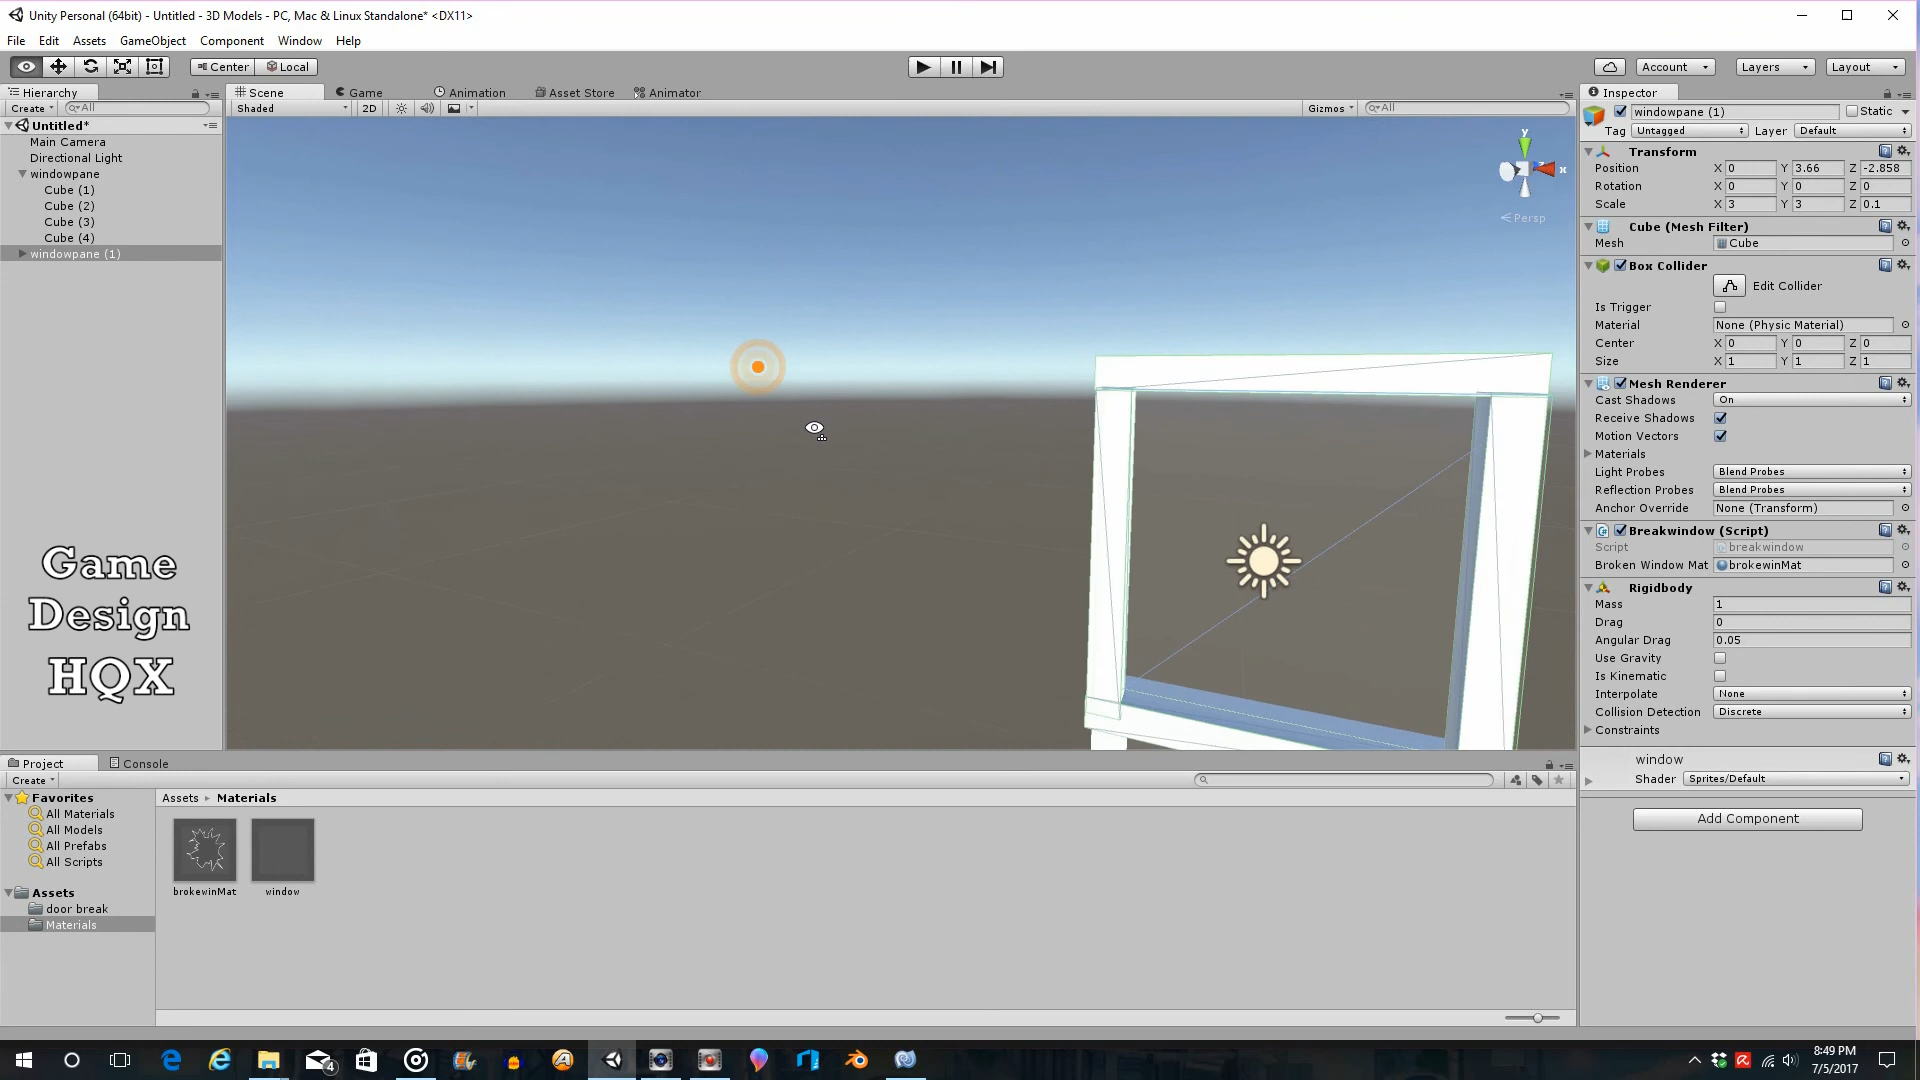 Unity Personal (64bit) - Untitled - 3D Models - PC, Mac & Linux Standalone* <DX11>
File Edit Assets GameObject Component Window Help
Center Local Account Layers Layout
Hierarchy Scene Game Animation Asset Store Animator Inspector
Create All Shaded 2D Gizmos All
windowpane (1) Static
Untitled*
Tag Untagged Layer Default
Main Camera
Directional Light
windowpane
Cube (1)
Cube (2)
Cube (3)
Cube (4)
windowpane (1)
y
x
Persp
Transform
Position X 0 Y 3.66 Z -2.858
Rotation X 0 Y 0 Z 0
Scale X 3 Y 3 Z 0.1
Cube (Mesh Filter)
Mesh Cube
Box Collider
Edit Collider
Is Trigger
Material None (Physic Material)
Center X 0 Y 0 Z 0
Size X 1 Y 1 Z 1
Mesh Renderer
Cast Shadows On
Receive Shadows
Motion Vectors
Materials
Light Probes Blend Probes
Reflection Probes Blend Probes
Anchor Override None (Transform)
Breakwindow (Script)
Script breakwindow
Broken Window Mat brokewinMat
Rigidbody
Mass 1
Drag 0
Angular Drag 0.05
Use Gravity
Is Kinematic
Interpolate None
Collision Detection Discrete
Constraints
window
Shader Sprites/Default
Add Component
Game
Design
HQX
Project Console
Create
Favorites
All Materials
All Models
All Prefabs
All Scripts
Assets
door break
Materials
Assets Materials
brokewinMat window
4
8:49 PM
7/5/2017